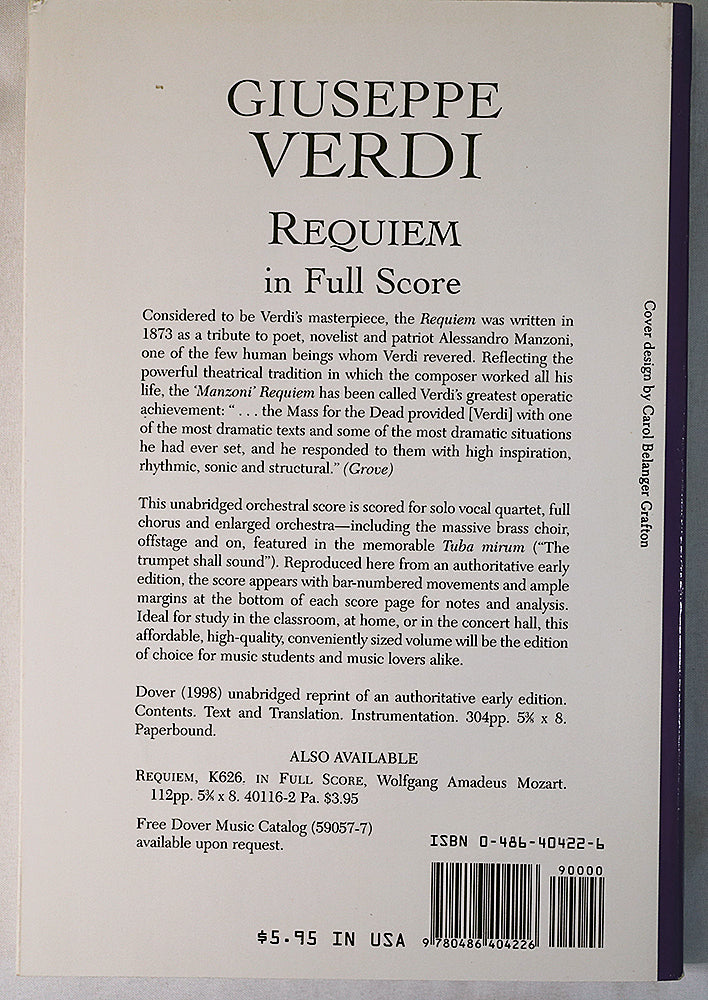 GIUSEPPE
VERDI
REQUIEM
in Full Score
Considered to be Verdi's masterpiece, the Requiem was written in
1873 as a tribute to poet, novelist and patriot Alessandro Manzoni,
one of the few human beings whom Verdi revered. Reflecting the
powerful theatrical tradition in which the composer worked all his
life, the 'Manzoni' Requiem has been called Verdi's greatest operatic
achievement: “ . . . the Mass for the Dead provided [Verdi] with one
of the most dramatic texts and some of the most dramatic situations
he had ever set, and he responded to them with high inspiration,
rhythmic, sonic and structural.” (Grove)
This unabridged orchestral score is scored for solo vocal quartet, full
chorus and enlarged orchestra—including the massive brass choir,
offstage and on, featured in the memorable Tuba mirum (“The
trumpet shall sound”). Reproduced here from an authoritative early
edition, the score appears with bar-numbered movements and ample
margins at the bottom of each score page for notes and analysis.
Ideal for study in the classroom, at home, or in the concert hall, this
affordable, high-quality, conveniently sized volume will be the edition
of choice for music students and music lovers alike.
Dover (1998) unabridged reprint of an authoritative early edition.
Contents. Text and Translation. Instrumentation. 304pp. 5⅜ x 8.
Paperbound.
ALSO AVAILABLE
REQUIEM, K626, IN FULL SCORE, Wolfgang Amadeus Mozart.
112pp. 5⅜ x 8. 40116-2 Pa. $3.95
Free Dover Music Catalog (59057-7)
available upon request.
ISBN 0-486-40422-6
90000
$5.95 IN USA
9 780486 404226
Cover design by Carol Belanger Grafton